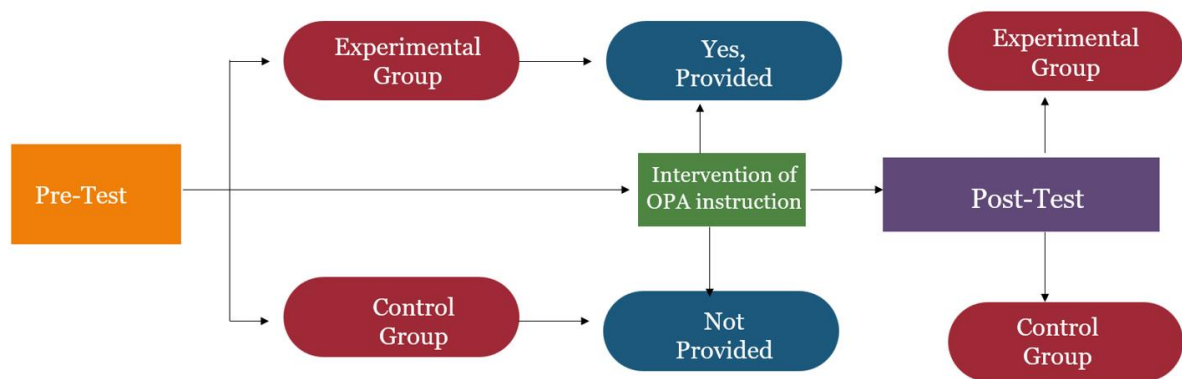 Pre-Test
Experimental
Group
Yes,
Provided
Intervention of
OPA instruction
Control
Group
Not
Provided
Post-Test
Experimental
Group
Control
Group